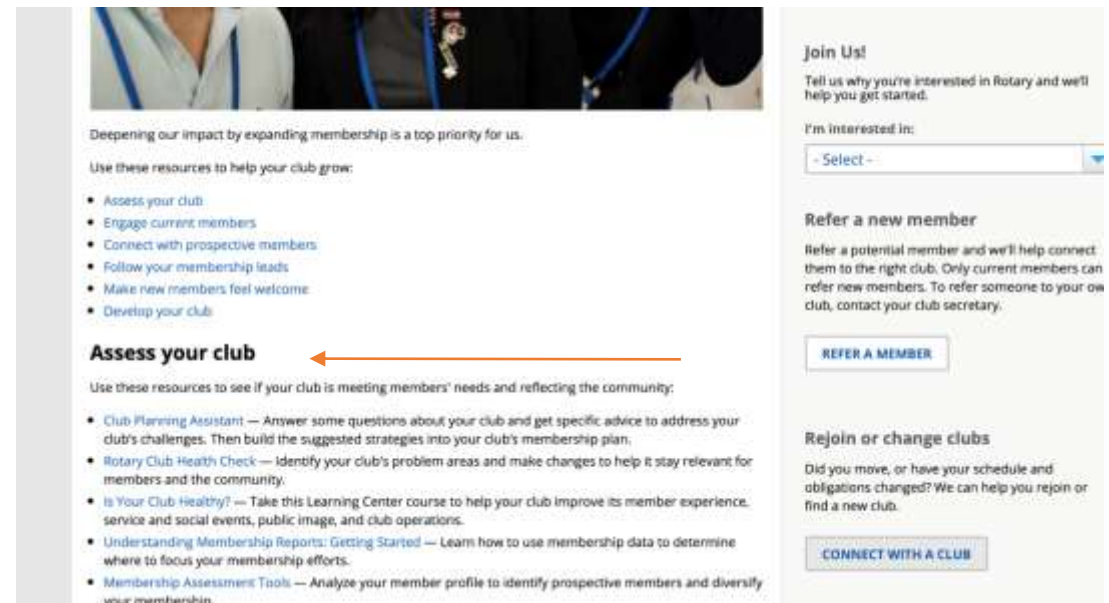 Deepening our impact by expanding membership is a top priority for us.
Use these resources to help your club grow:
Assess your club
Engage current members
Connect with prospective members
Follow your membership leads
Make new members feel welcome
Develop your club
Assess your club
Use these resources to see if your club is meeting members' needs and reflecting the community:
Club Planning Assistant — Answer some questions about your club and get specific advice to address your
club's challenges. Then build the suggested strategies into your club's membership plan.
Rotary Club Health Check — Identify your club's problem areas and make changes to help it stay relevant for
members and the community.
Is Your Club Healthy? — Take this Learning Center course to help your club improve its member experience,
service and social events, public image, and club operations.
Understanding Membership Reports: Getting Started — Learn how to use membership data to determine
where to focus your membership efforts.
Membership Assessment Tools — Analyze your member profile to identify prospective members and diversify
your membership.
Join Us!
Tell us why you're interested in Rotary and we'll
help you get started.
I'm interested in:
- Select -
Refer a new member
Refer a potential member and we'll help connect
them to the right club. Only current members can
refer new members. To refer someone to your ow
club, contact your club secretary.
REFER A MEMBER
Rejoin or change clubs
Did you move, or have your schedule and
obligations changed? We can help you rejoin or
find a new club.
CONNECT WITH A CLUB